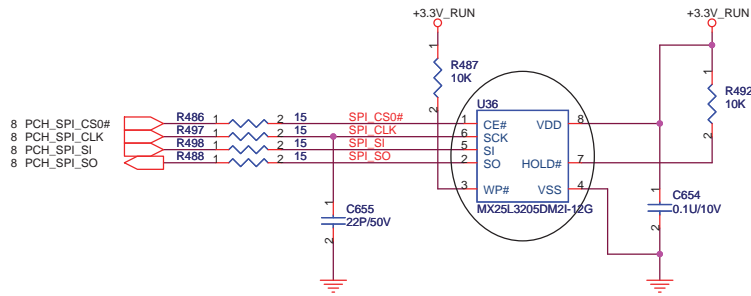 +3.3V_RUN
+3.3V_RUN
1
R487
10K
2
1
R492
10K
2
8 PCH_SPI_CS0# R486 1 2 15 SPI_CS0# 1
8 PCH_SPI_CLK R497 1 2 15 SPI_CLK 6
8 PCH_SPI_SI R498 1 2 15 SPI_SI 5
8 PCH_SPI_SO R488 1 2 15 SPI_SO 2
3
U36
CE# VDD 8
SCK
SI
SO HOLD# 7
WP# VSS 4
MX25L3205DM2I-12G
1
C655
22P/50V
2
1
C654
0.1U/10V
2